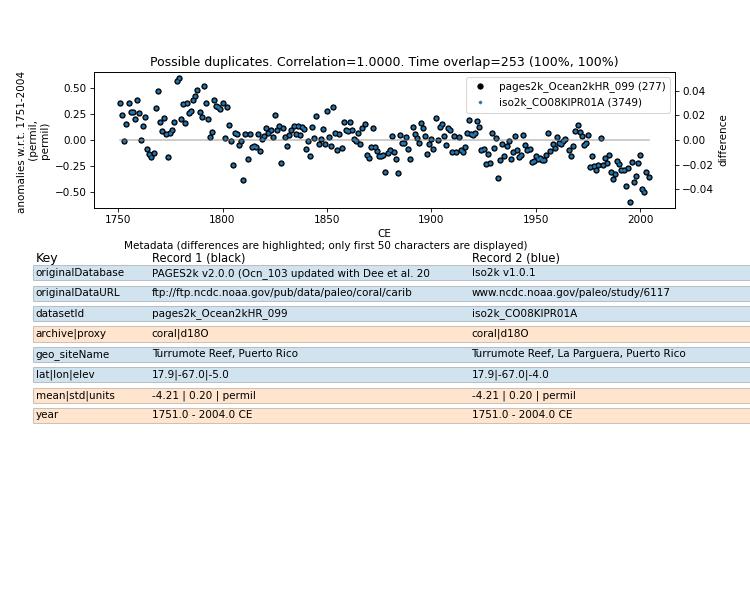 Possible duplicates. Correlation=1.0000. Time overlap=253 (100%, 100%)
anomalies w.r.t. 1751-2004
(permil,
permil)
0.50
0.25
0.00
−0.25
−0.50
pages2k_Ocean2kHR_099 (277)
iso2k_CO08KIPR01A (3749)
0.04
0.02
0.00
−0.02
−0.04
difference
1750 1800 1850 1900 1950 2000
CE
Metadata (differences are highlighted; only first 50 characters are displayed)
Key Record 1 (black) Record 2 (blue)
originalDatabase PAGES2k v2.0.0 (Ocn_103 updated with Dee et al. 20 Iso2k v1.0.1
originalDataURL ftp://ftp.ncdc.noaa.gov/pub/data/paleo/coral/carib www.ncdc.noaa.gov/paleo/study/6117
datasetId pages2k_Ocean2kHR_099 iso2k_CO08KIPR01A
archive|proxy coral|d18O coral|d18O
geo_siteName Turrumote Reef, Puerto Rico Turrumote Reef, La Parguera, Puerto Rico
lat|lon|elev 17.9|-67.0|-5.0 17.9|-67.0|-4.0
mean|std|units -4.21 | 0.20 | permil -4.21 | 0.20 | permil
year 1751.0 - 2004.0 CE 1751.0 - 2004.0 CE